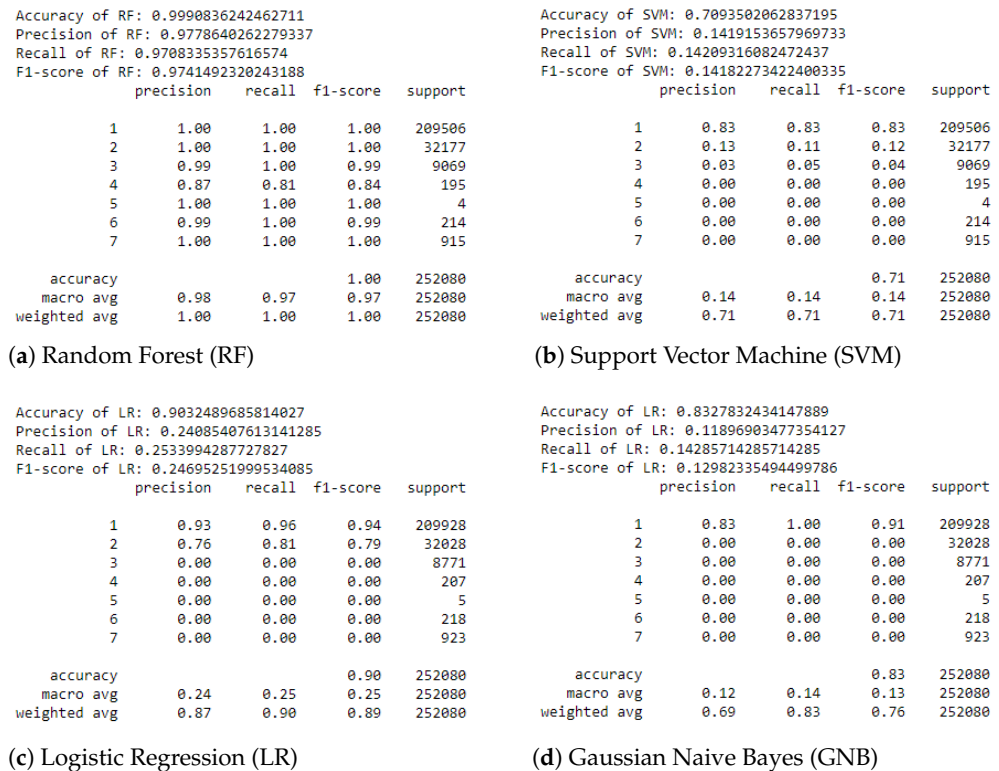 Accuracy of RF: 0.9990836242462711
Precision of RF: 0.9778640262279337
Recall of RF: 0.9708335357616574
F1-score of RF: 0.9741492320243188
precision recall f1-score support
1 1.00 1.00 1.00 209506
2 1.00 1.00 1.00 32177
3 0.99 1.00 0.99 9069
4 0.87 0.81 0.84 195
5 1.00 1.00 1.00 4
6 0.99 1.00 0.99 214
7 1.00 1.00 1.00 915
accuracy 1.00 252080
macro avg 0.98 0.97 0.97 252080
weighted avg 1.00 1.00 1.00 252080
(a) Random Forest (RF)
Accuracy of SVM: 0.7093502062837195
Precision of SVM: 0.1419153657969733
Recall of SVM: 0.14209316082472437
F1-score of SVM: 0.14182273422400335
precision recall f1-score support
1 0.83 0.83 0.83 209506
2 0.13 0.11 0.12 32177
3 0.03 0.05 0.04 9069
4 0.00 0.00 0.00 195
5 0.00 0.00 0.00 4
6 0.00 0.00 0.00 214
7 0.00 0.00 0.00 915
accuracy 0.71 252080
macro avg 0.14 0.14 0.14 252080
weighted avg 0.71 0.71 0.71 252080
(b) Support Vector Machine (SVM)
Accuracy of LR: 0.9032489685814027
Precision of LR: 0.24085407613141285
Recall of LR: 0.2533994287727827
F1-score of LR: 0.24695251999534085
precision recall f1-score support
1 0.93 0.96 0.94 209928
2 0.76 0.81 0.79 32028
3 0.00 0.00 0.00 8771
4 0.00 0.00 0.00 207
5 0.00 0.00 0.00 5
6 0.00 0.00 0.00 218
7 0.00 0.00 0.00 923
accuracy 0.90 252080
macro avg 0.24 0.25 0.25 252080
weighted avg 0.87 0.90 0.89 252080
(c) Logistic Regression (LR)
Accuracy of LR: 0.8327832434147889
Precision of LR: 0.11896903477354127
Recall of LR: 0.14285714285714285
F1-score of LR: 0.12982335494499786
precision recall f1-score support
1 0.83 1.00 0.91 209928
2 0.00 0.00 0.00 32028
3 0.00 0.00 0.00 8771
4 0.00 0.00 0.00 207
5 0.00 0.00 0.00 5
6 0.00 0.00 0.00 218
7 0.00 0.00 0.00 923
accuracy 0.83 252080
macro avg 0.12 0.14 0.13 252080
weighted avg 0.69 0.83 0.76 252080
(d) Gaussian Naive Bayes (GNB)